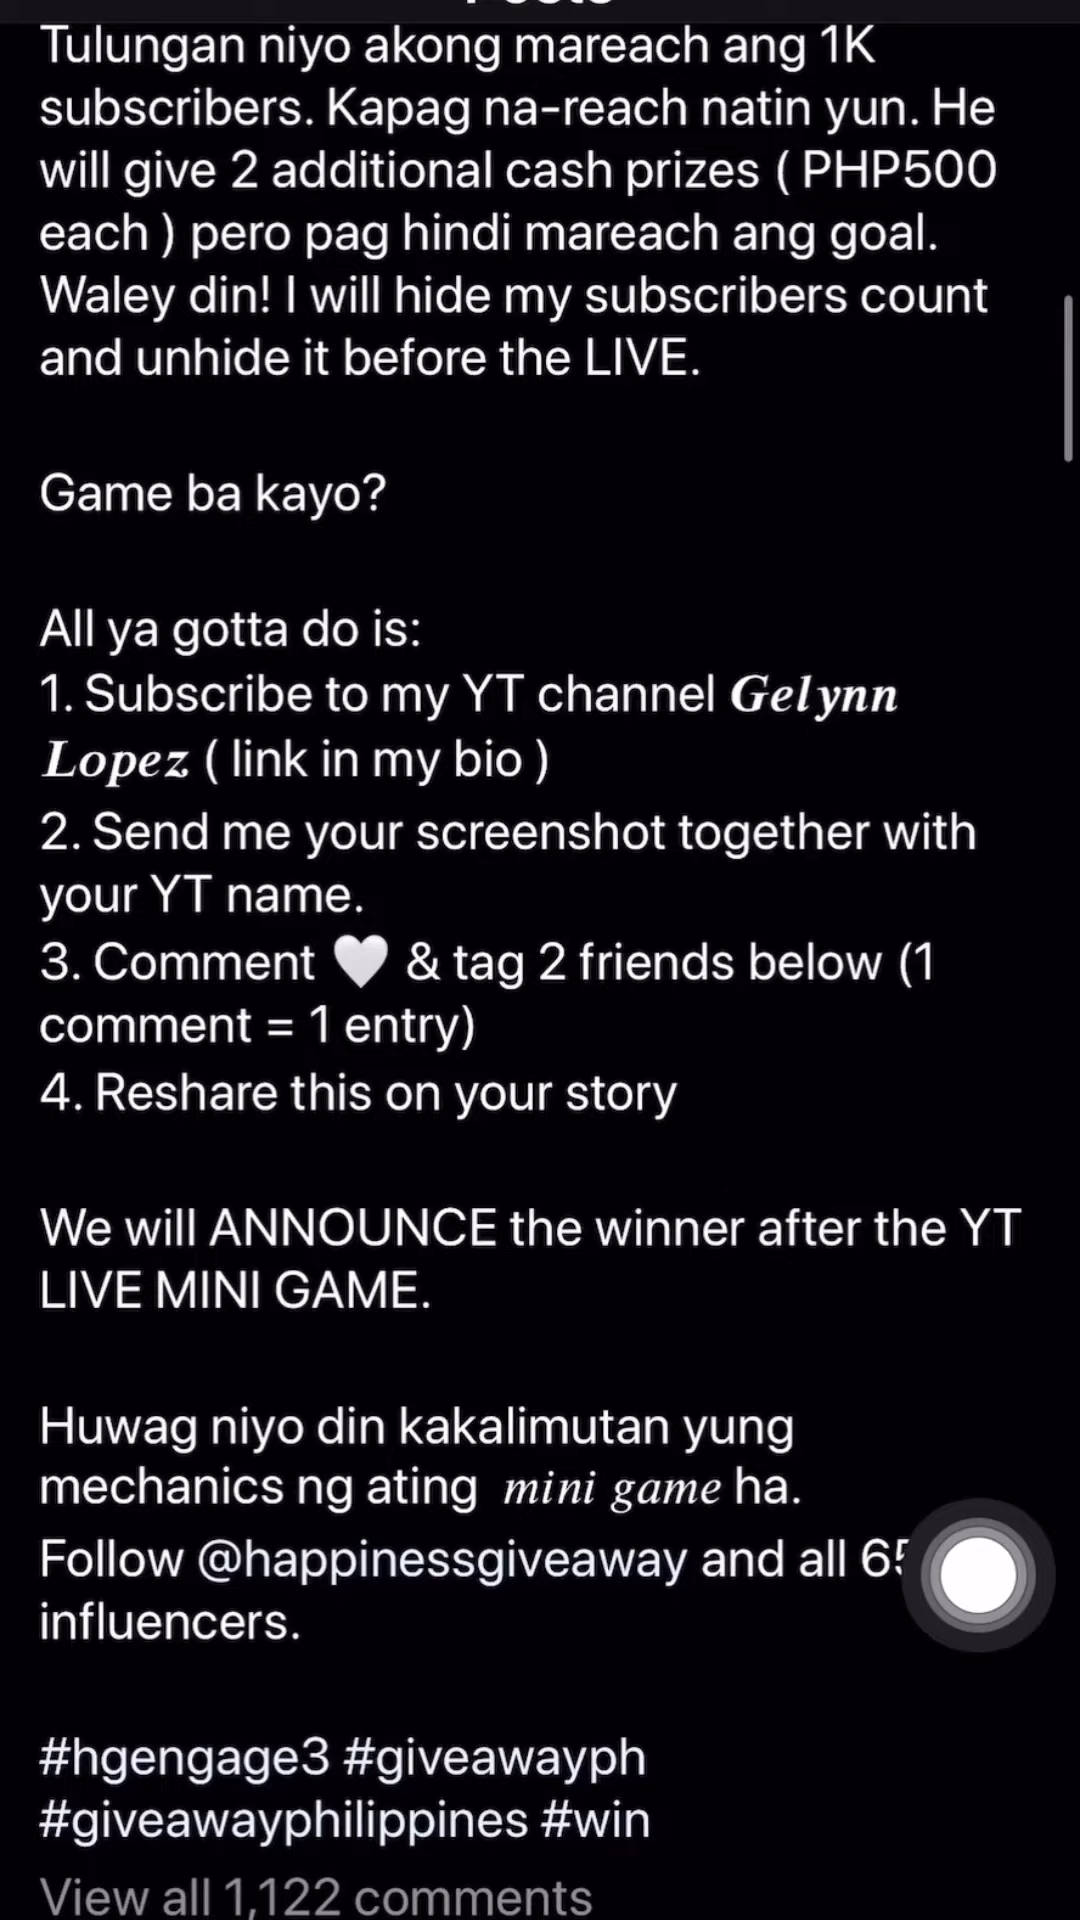 Tulungan niyo akong mareach ang 1K
subscribers. Kapag na-reach natin yun. He
will give 2 additional cash prizes ( PHP500
each ) pero pag hindi mareach ang goal.
Waley din! I will hide my subscribers count
and unhide it before the LIVE.
Game ba kayo?
All ya gotta do is:
1. Subscribe to my YT channel Gelynn
Lopez ( link in my bio )
2. Send me your screenshot together with
your YT name.
3. Comment 🤍 & tag 2 friends below (1
comment = 1 entry)
4. Reshare this on your story
We will ANNOUNCE the winner after the YT
LIVE MINI GAME.
Huwag niyo din kakalimutan yung
mechanics ng ating mini game ha.
Follow @happinessgiveaway and all
influencers.
#hgengage3 #giveawayph
#giveawayphilippines #win
View all 1,122 comments